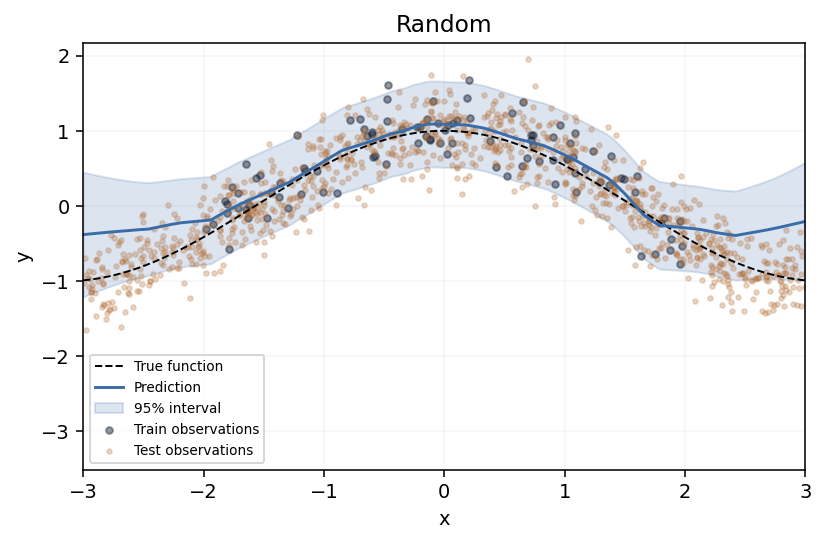 Random
2
1
0
−1
−2
−3
y
True function
Prediction
95% interval
Train observations
Test observations
−3 −2 −1 0 1 2 3
x